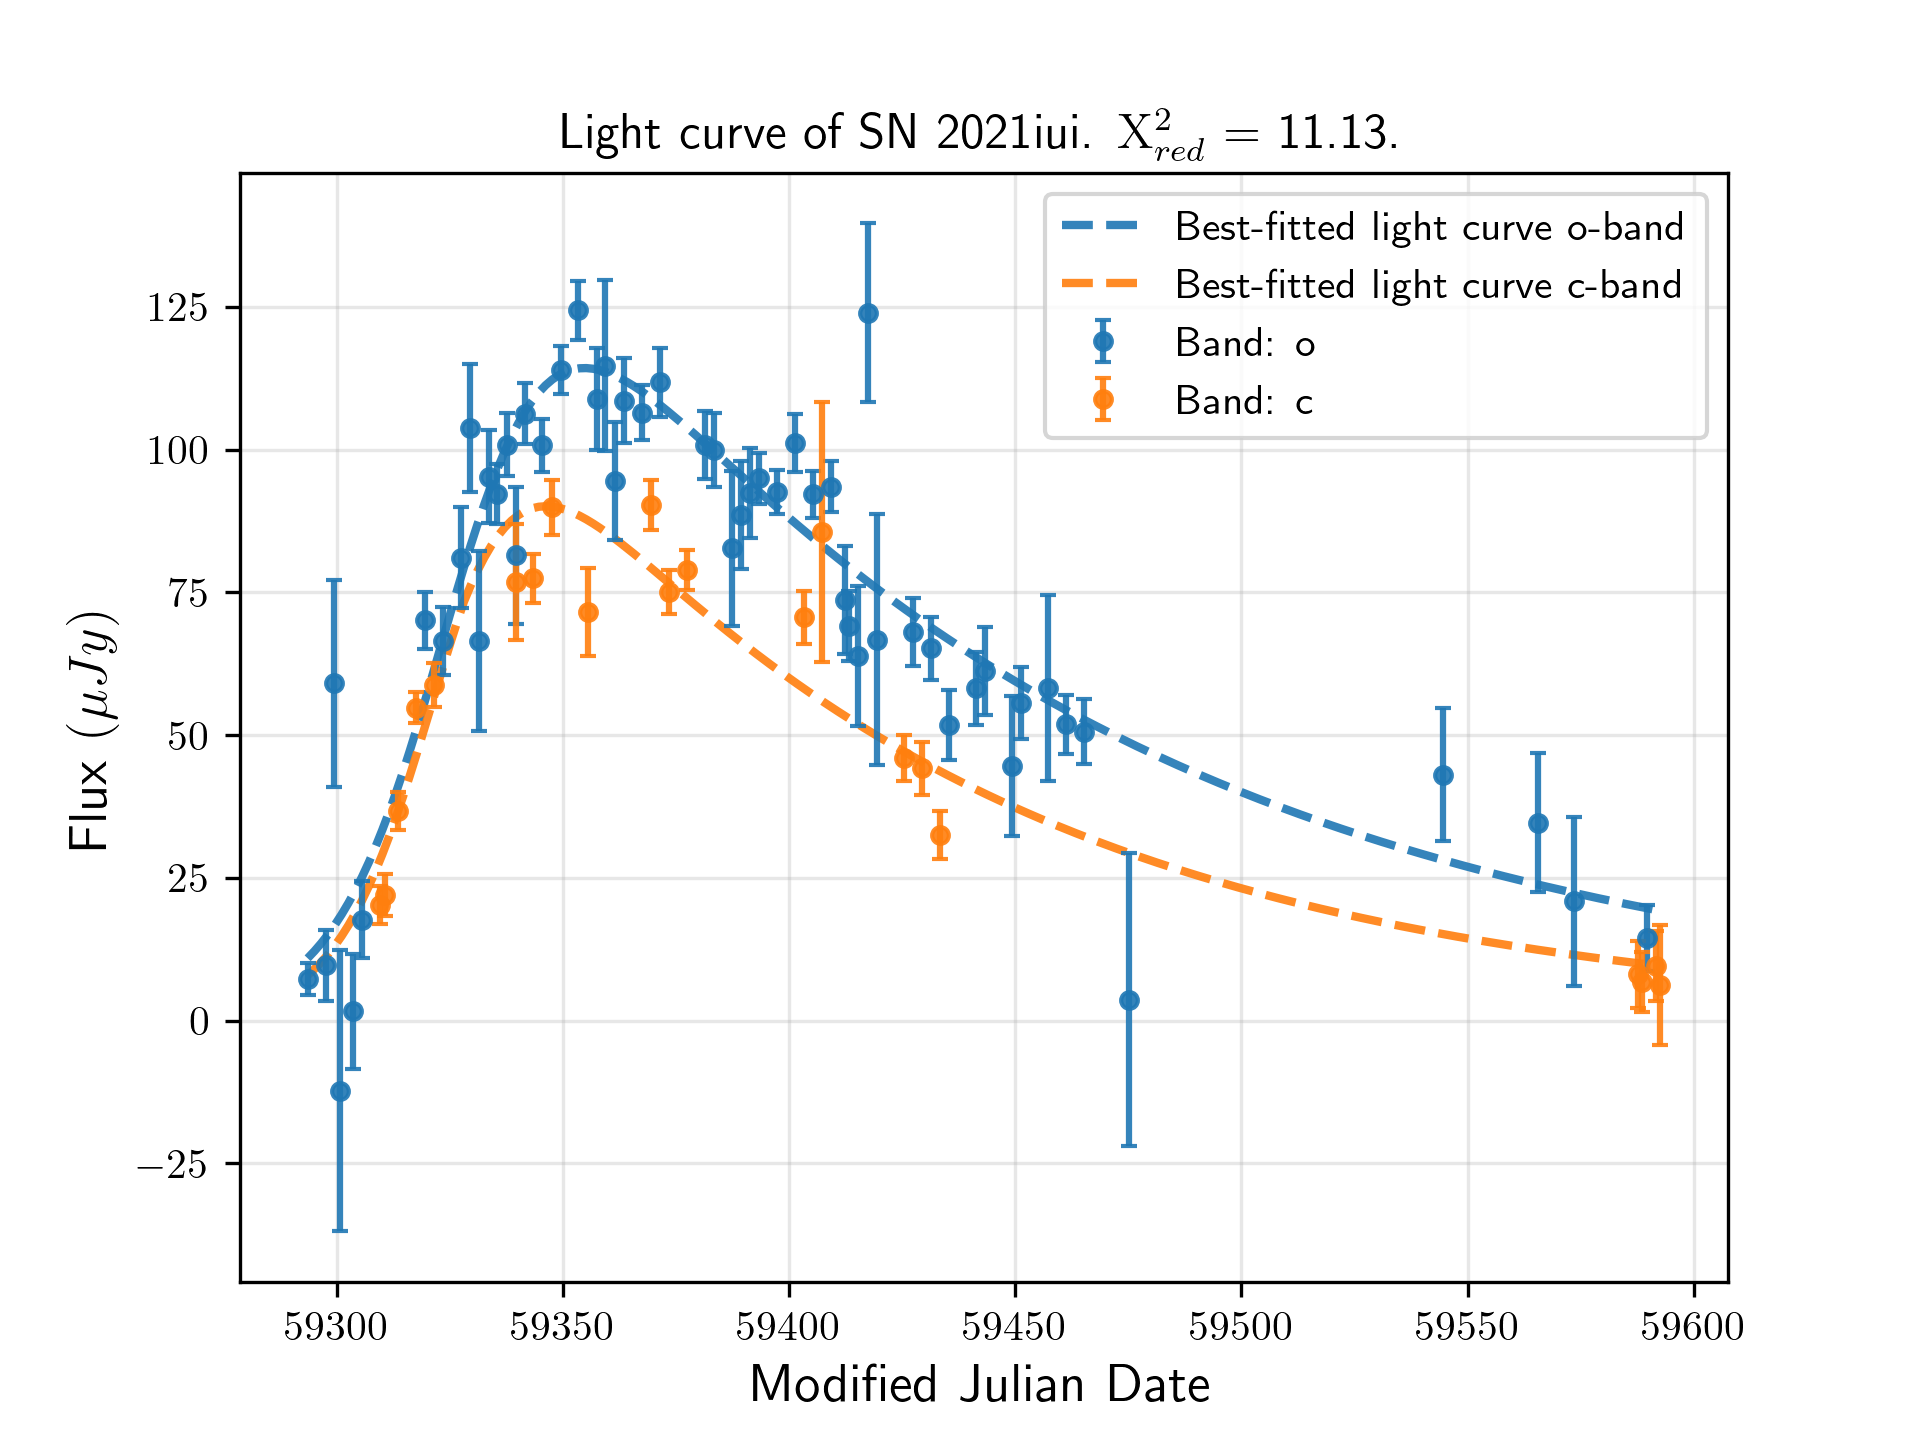 Light curve of SN 2021iui. X²_red = 11.13.
Best-fitted light curve o-band
Best-fitted light curve c-band
Band: o
Band: c
125
100
75
50
25
0
−25
Flux (μJy)
59300 59350 59400 59450 59500 59550 59600
Modified Julian Date